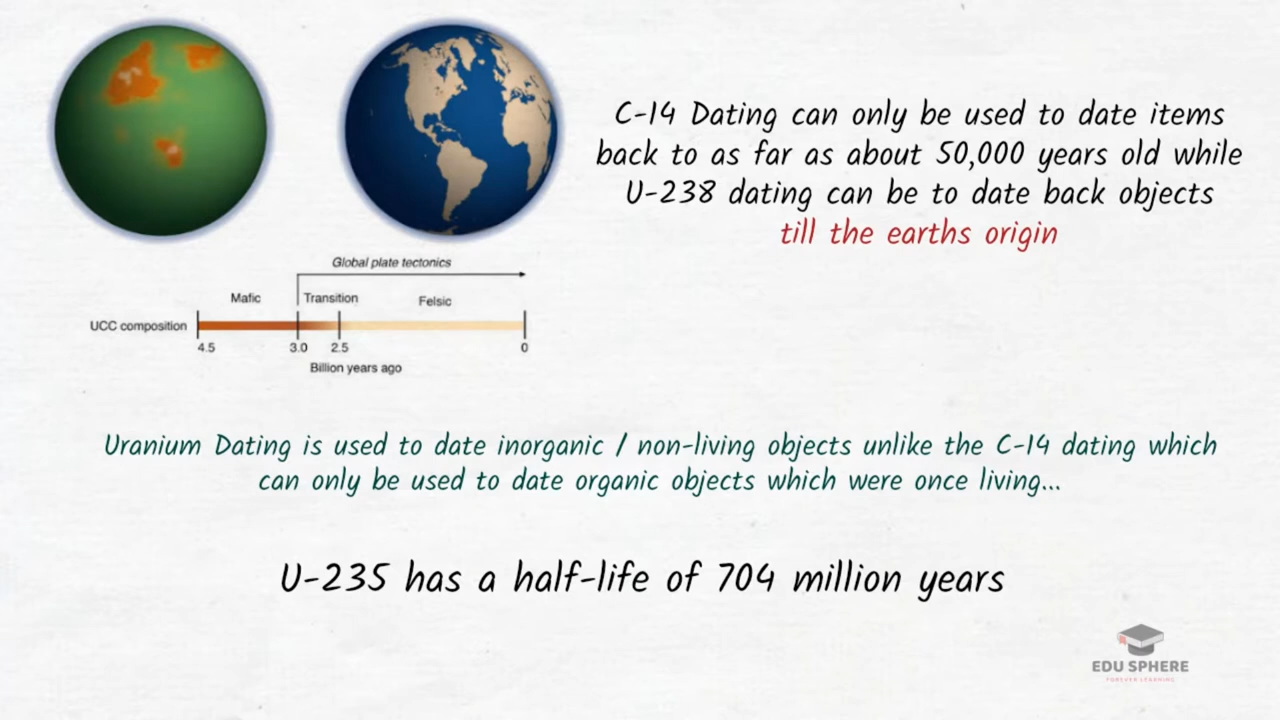 C-14 Dating can only be used to date items
back to as far as about 50,000 years old while
U-238 dating can be to date back objects
till the earths origin
Global plate tectonics
Mafic Transition Felsic
UCC composition
4.5 3.0 2.5 0
Billion years ago
Uranium Dating is used to date inorganic / non-living objects unlike the C-14 dating which
can only be used to date organic objects which were once living...
U-235 has a half-life of 704 million years
EDU SPHERE
FOREVER LEARNING